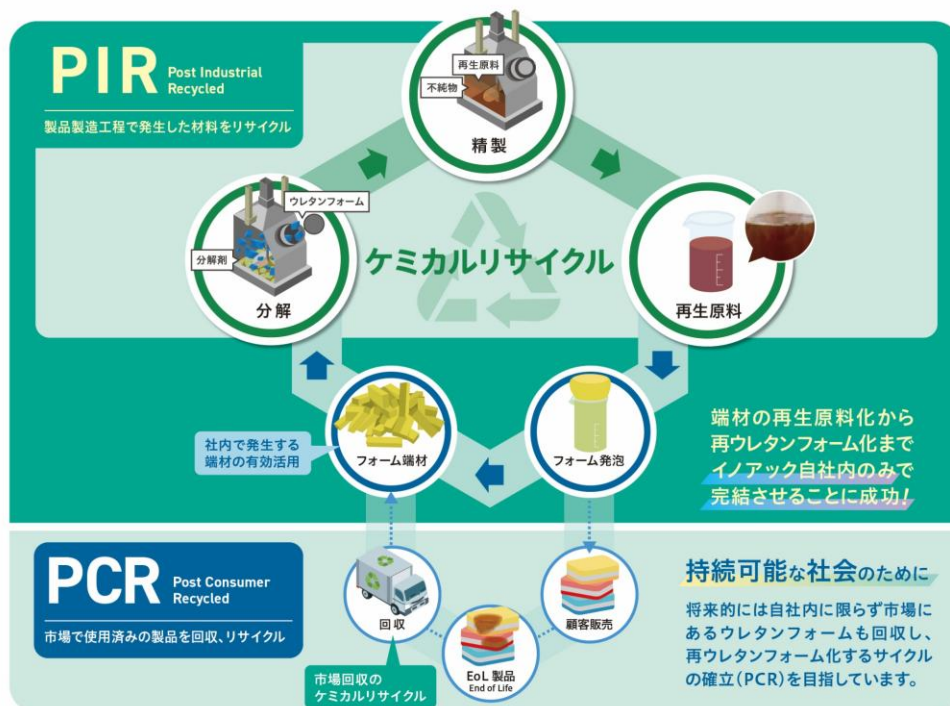 PIR
Post Industrial
Recycled
製品製造工程で発生した材料をリサイクル
再生原料
不純物
精製
ウレタンフォーム
分解剤
分解
ケミカルリサイクル
再生原料
社内で発生する
端材の有効活用
フォーム端材
フォーム発泡
端材の再生原料化から
再ウレタンフォーム化まで
イノアック自社内のみで
完結させることに成功!
PCR
Post Consumer
Recycled
市場で使用済みの製品を回収、リサイクル
回収
市場回収の
ケミカルリサイクル
EoL 製品
End of Life
顧客販売
持続可能な社会のために
将来的には自社内に限らず市場に
あるウレタンフォームも回収し、
再ウレタンフォーム化するサイクル
の確立(PCR)を目指しています。